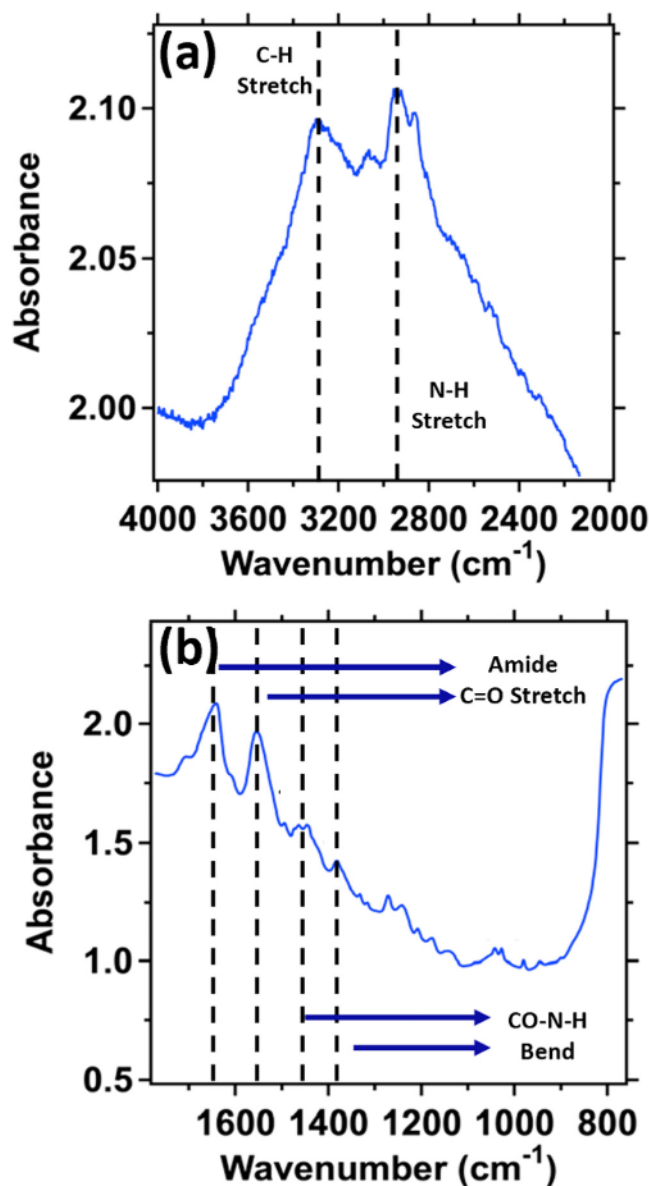 (a)
C-H
Stretch
2.10
2.05
2.00
Absorbance
N-H
Stretch
4000 3600 3200 2800 2400 2000
Wavenumber (cm-1)
(b)
Amide
C=O Stretch
2.0
1.5
1.0
0.5
Absorbance
CO-N-H
Bend
1600 1400 1200 1000 800
Wavenumber (cm-1)